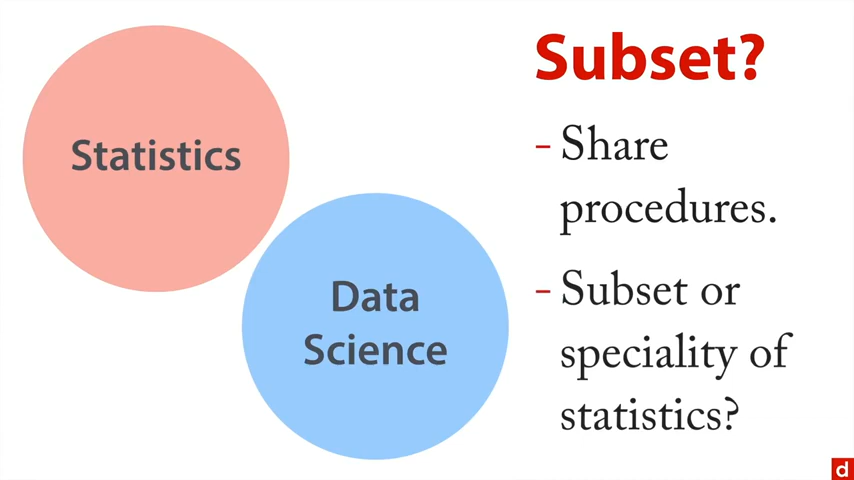 Statistics
Data
Science
Subset?
- Share
procedures.
- Subset or
speciality of
statistics?
d